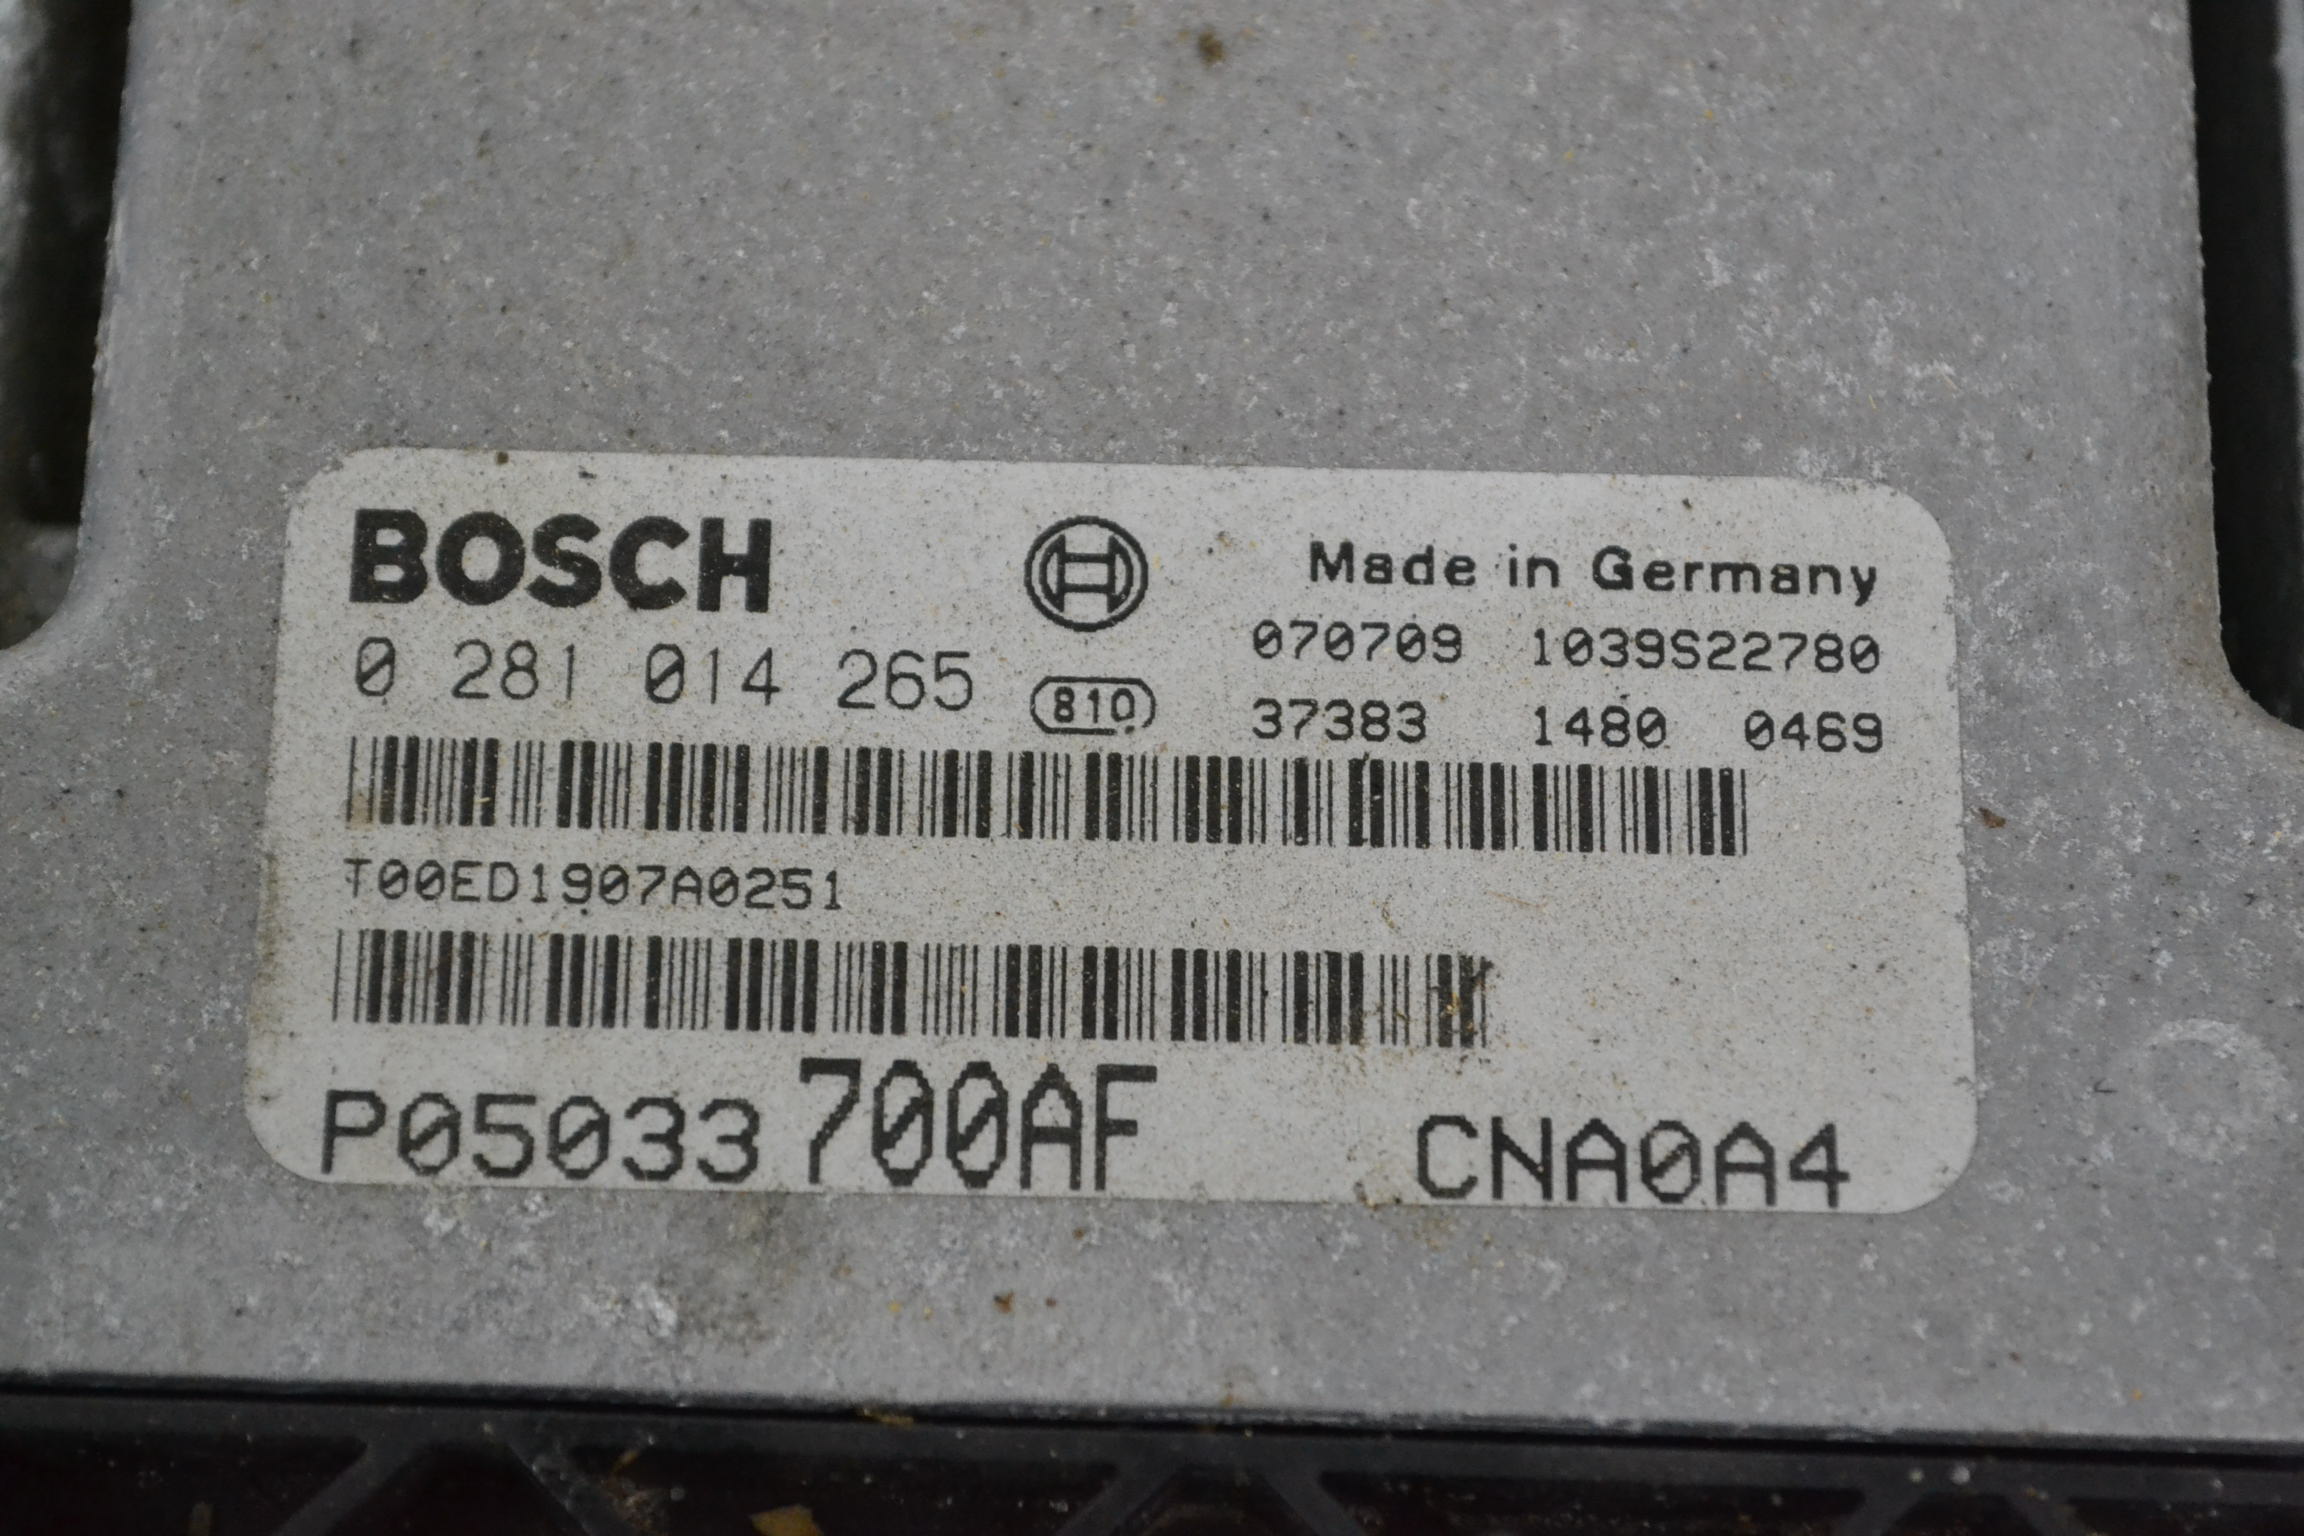 BOSCH
Made in Germany
070709 1039S22780
0 281 014 265
810
37383 1480 0469
T00ED1907A0251
P05033700AF CNA0A4